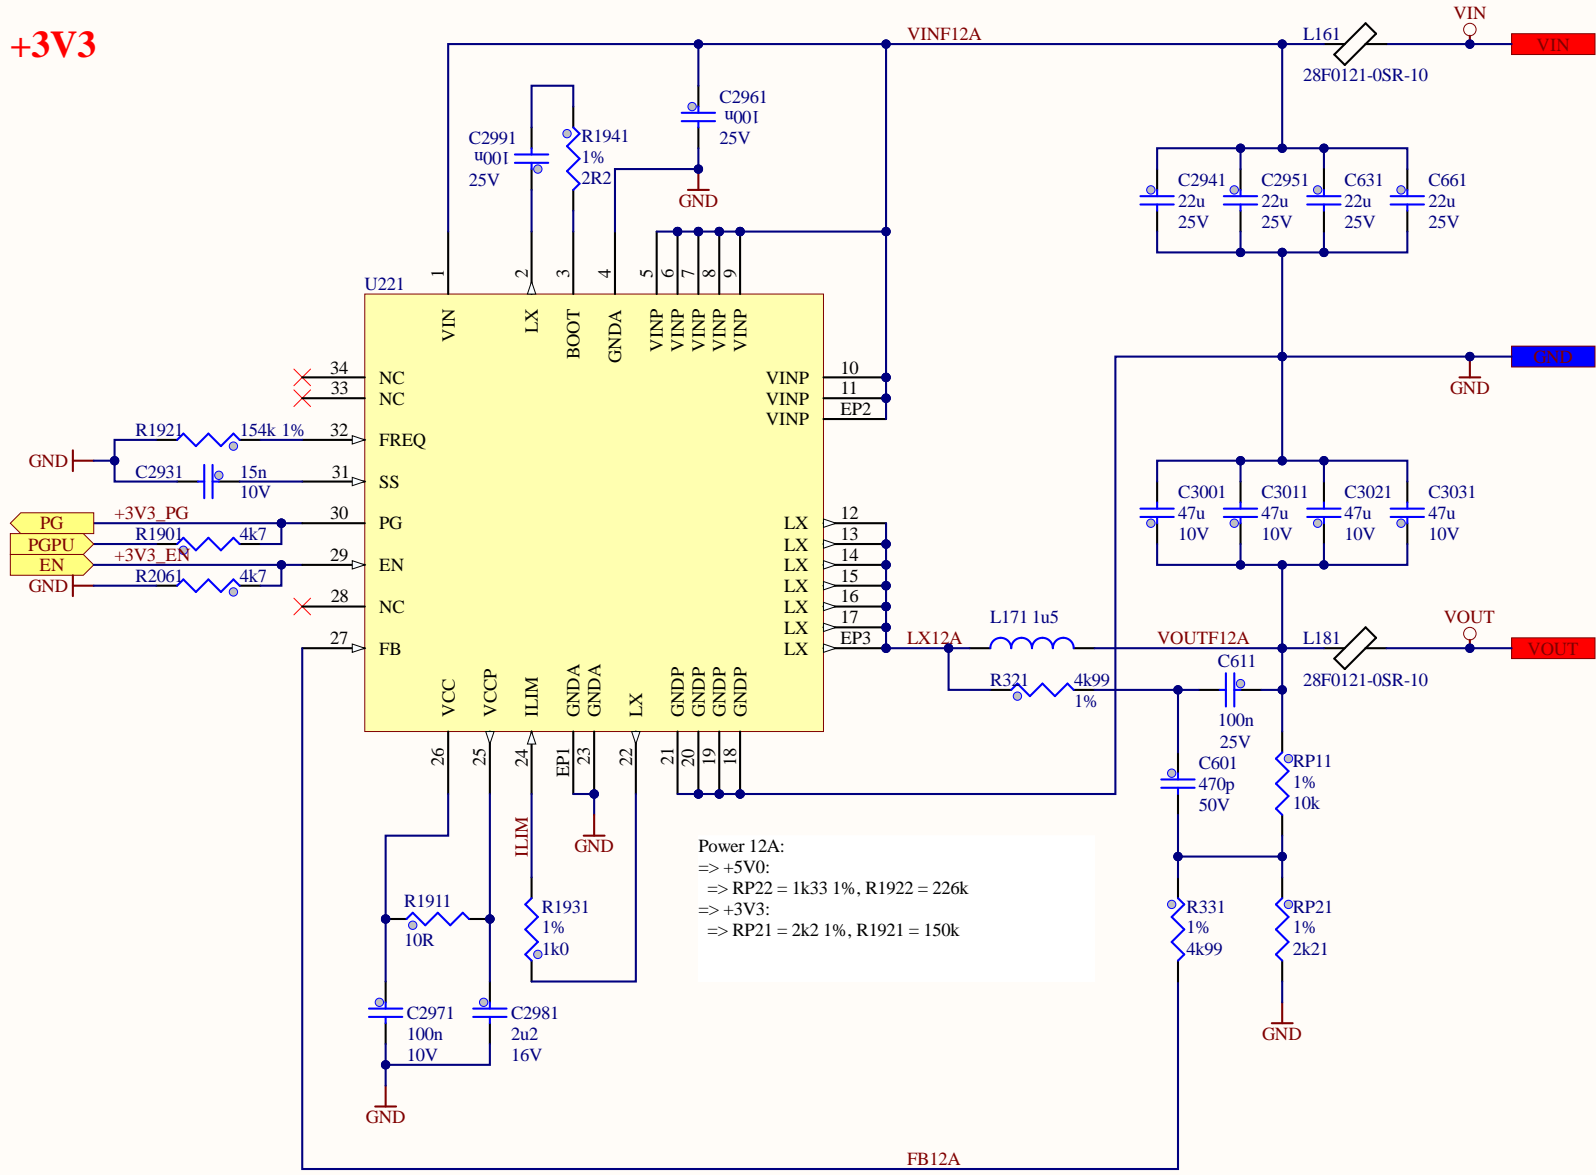 +3V3
VINF12A
VIN
L161
VIN
28F0121-0SR-10
C2961
100n
25V
C2991
100n
25V
R1941
1%
2R2
GND
C2941
22u
25V
C2951
22u
25V
C631
22u
25V
C661
22u
25V
U221
1
2
3
4
5
6
7
8
9
VIN
LX
BOOT
GNDA
VINP
VINP
VINP
VINP
VINP
34
NC
33
NC
R1921
154k 1%
32
FREQ
GND
C2931
15n
10V
31
SS
PG
+3V3_PG
30
PG
PGPU
R1901
4k7
EN
+3V3_EN
29
EN
GND
R2061
4k7
28
NC
27
FB
VINP
10
VINP
11
VINP
EP2
GND
GND
C3001
47u
10V
C3011
47u
10V
C3021
47u
10V
C3031
47u
10V
LX
12
LX
13
LX
14
LX
15
LX
16
LX
17
LX
EP3
LX12A
L171 1u5
VOUTF12A
L181
VOUT
VOUT
28F0121-0SR-10
R321
4k99
1%
C611
100n
25V
VCC
VCCP
ILIM
GNDA
GNDA
LX
GNDP
GNDP
GNDP
GNDP
26
25
24
EP1
23
22
21
20
19
18
C601
470p
50V
RP11
1%
10k
ILIM
GND
Power 12A:
=> +5V0:
=> RP22 = 1k33 1%, R1922 = 226k
=> +3V3:
=> RP21 = 2k2 1%, R1921 = 150k
R1911
10R
R1931
1%
1k0
R331
1%
4k99
RP21
1%
2k21
C2971
100n
10V
C2981
2u2
16V
GND
GND
FB12A